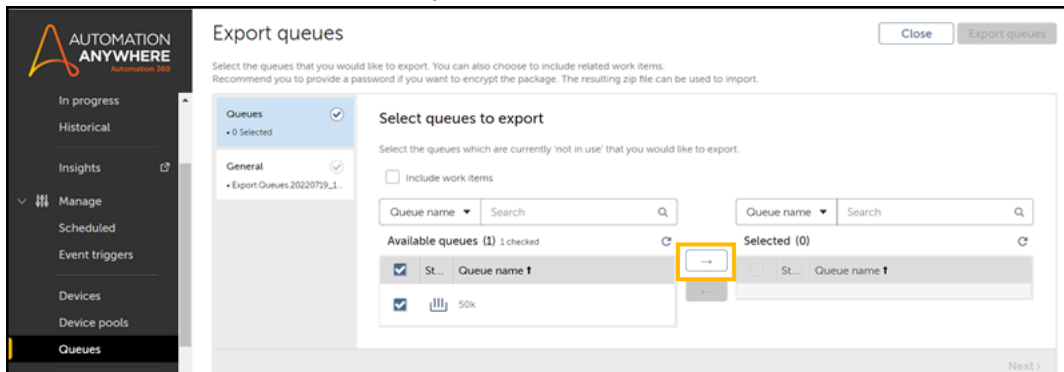 AUTOMATION
ANYWHERE
Automation 360
In progress
Historical
Insights
Manage
Scheduled
Event triggers
Devices
Device pools
Queues
Export queues
Close
Export queues
Select the queues that you would like to export. You can also choose to include related work items.
Recommend you to provide a password if you want to encrypt the package. The resulting zip file can be used to import.
Queues
• 0 Selected
General
• Export.Queues.20220719_1...
Select queues to export
Select the queues which are currently 'not in use' that you would like to export.
Include work items
Queue name Search
Available queues (1) 1 checked
St... Queue name
50k
→
←
Queue name Search
Selected (0)
St... Queue name
Next >